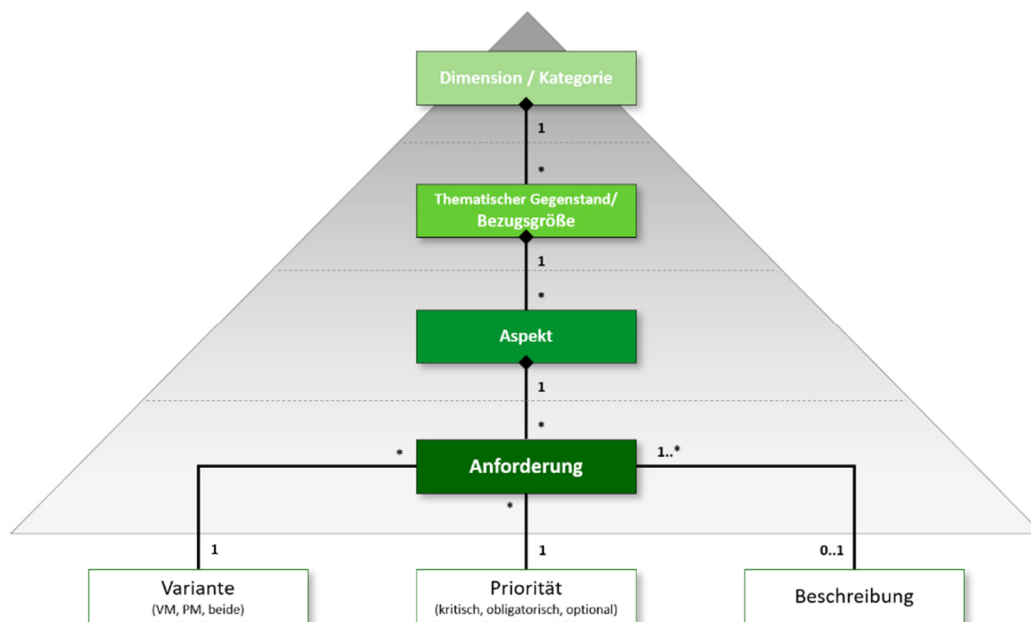 Dimension / Kategorie
1
*
Thematischer Gegenstand/
Bezugsgröße
1
*
Aspekt
1
*
* Anforderung 1..*
*
1 1 0..1
Variante Priorität Beschreibung
(VM, PM, beide) (kritisch, obligatorisch, optional)